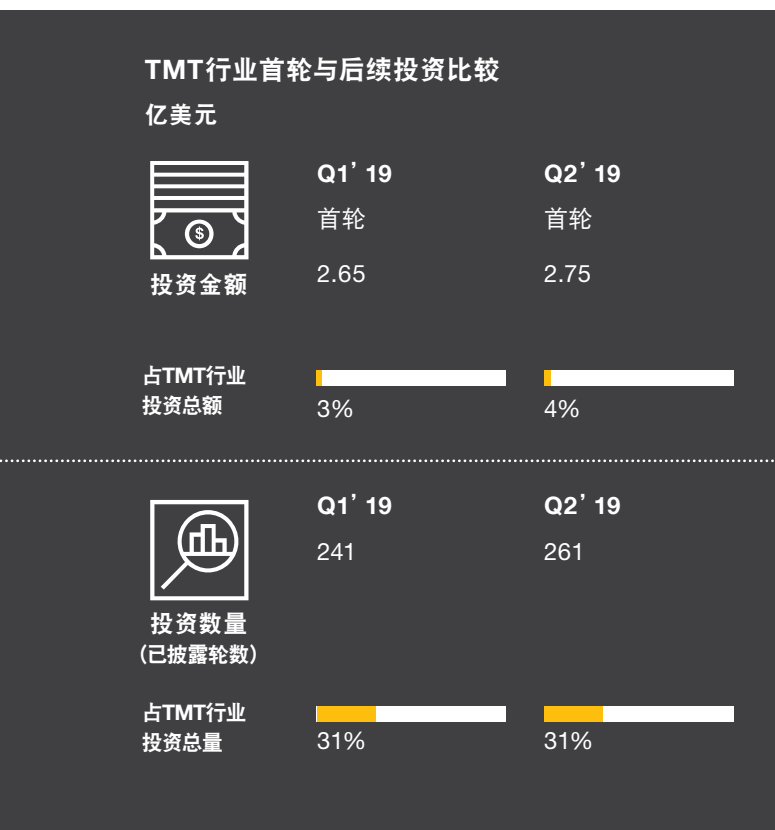 TMT行业首轮与后续投资比较
亿美元
Q1’19 Q2’19
首轮 首轮
$
投资金额 2.65 2.75
占TMT行业
投资总额
3% 4%
Q1’19 Q2’19
241 261
投资数量
(已披露轮数)
占TMT行业
投资总量
31% 31%